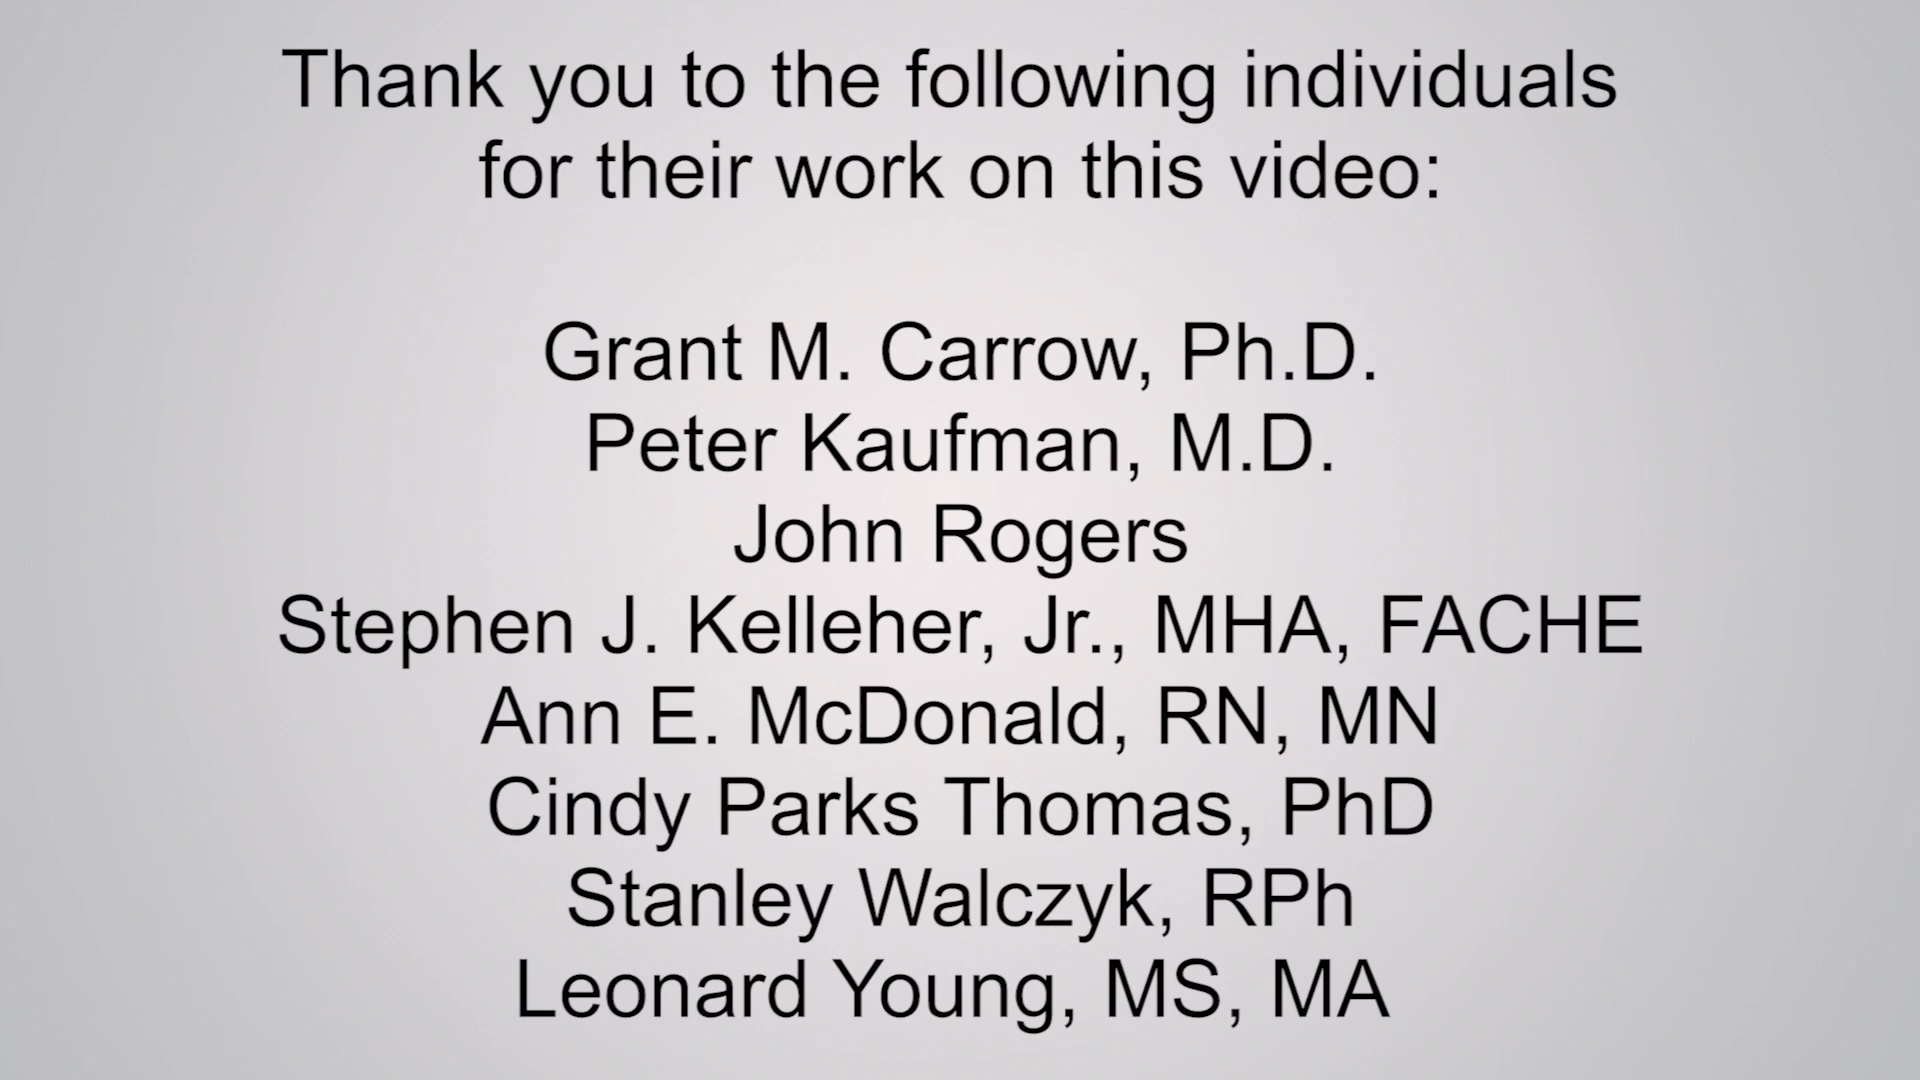 Thank you to the following individuals
for their work on this video:
Grant M. Carrow, Ph.D.
Peter Kaufman, M.D.
John Rogers
Stephen J. Kelleher, Jr., MHA, FACHE
Ann E. McDonald, RN, MN
Cindy Parks Thomas, PhD
Stanley Walczyk, RPh
Leonard Young, MS, MA